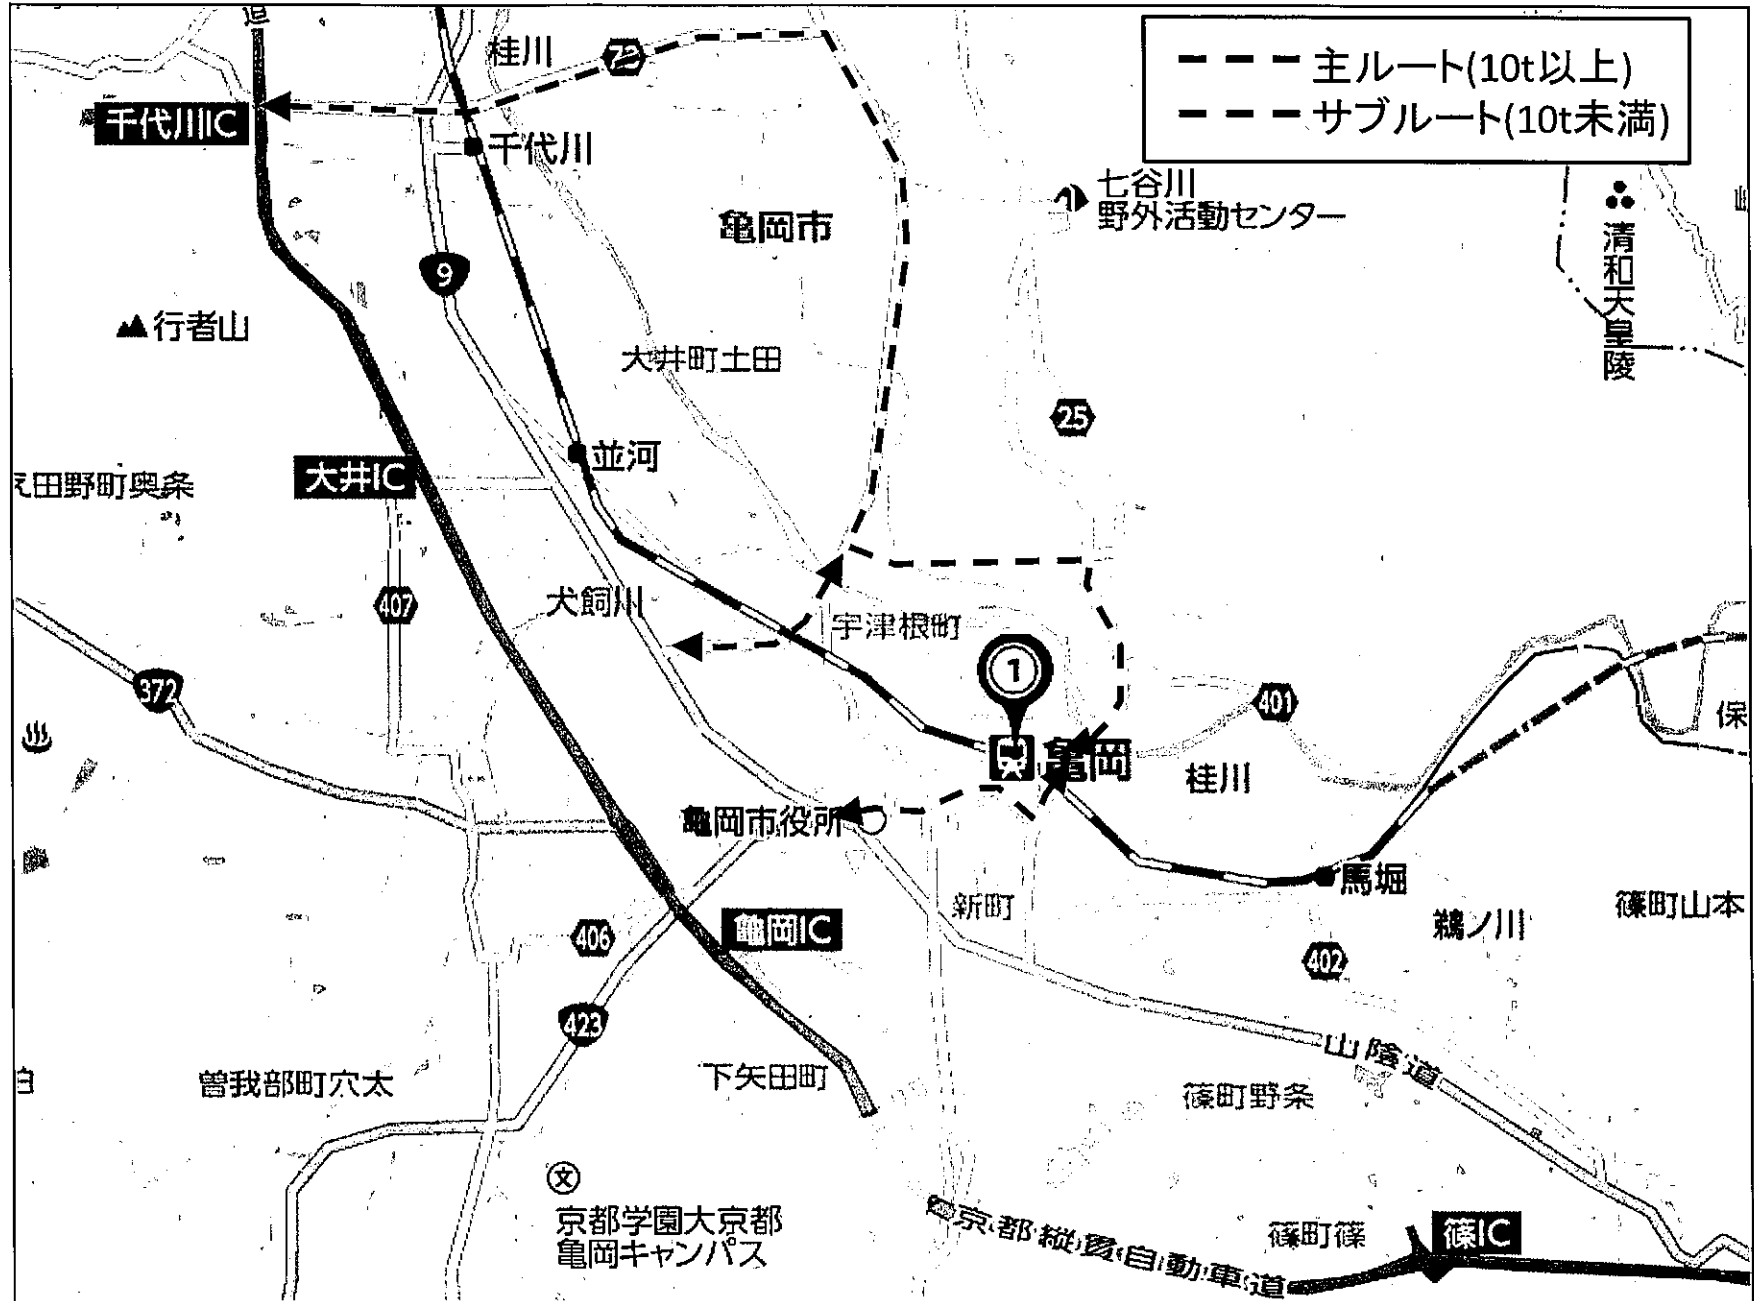 主ルート(10t以上)
サブルート(10t未満)
桂川
72
千代川IC
千代川
七谷川
野外活動センター
亀岡市
清和天皇陵
9
行者山
大井町土田
25
並河
大井IC
田野町奥条
407
犬飼川
宇津根町
1
372
401
保
亀岡
桂川
亀岡市役所
馬堀
新町
篠町山本
鵜ノ川
亀岡IC
406
402
423
山陰道
下矢田町
曽我部町穴太
篠町野条
文
京都学園大京都
亀岡キャンパス
京都縦貫自動車道
篠町篠
篠IC